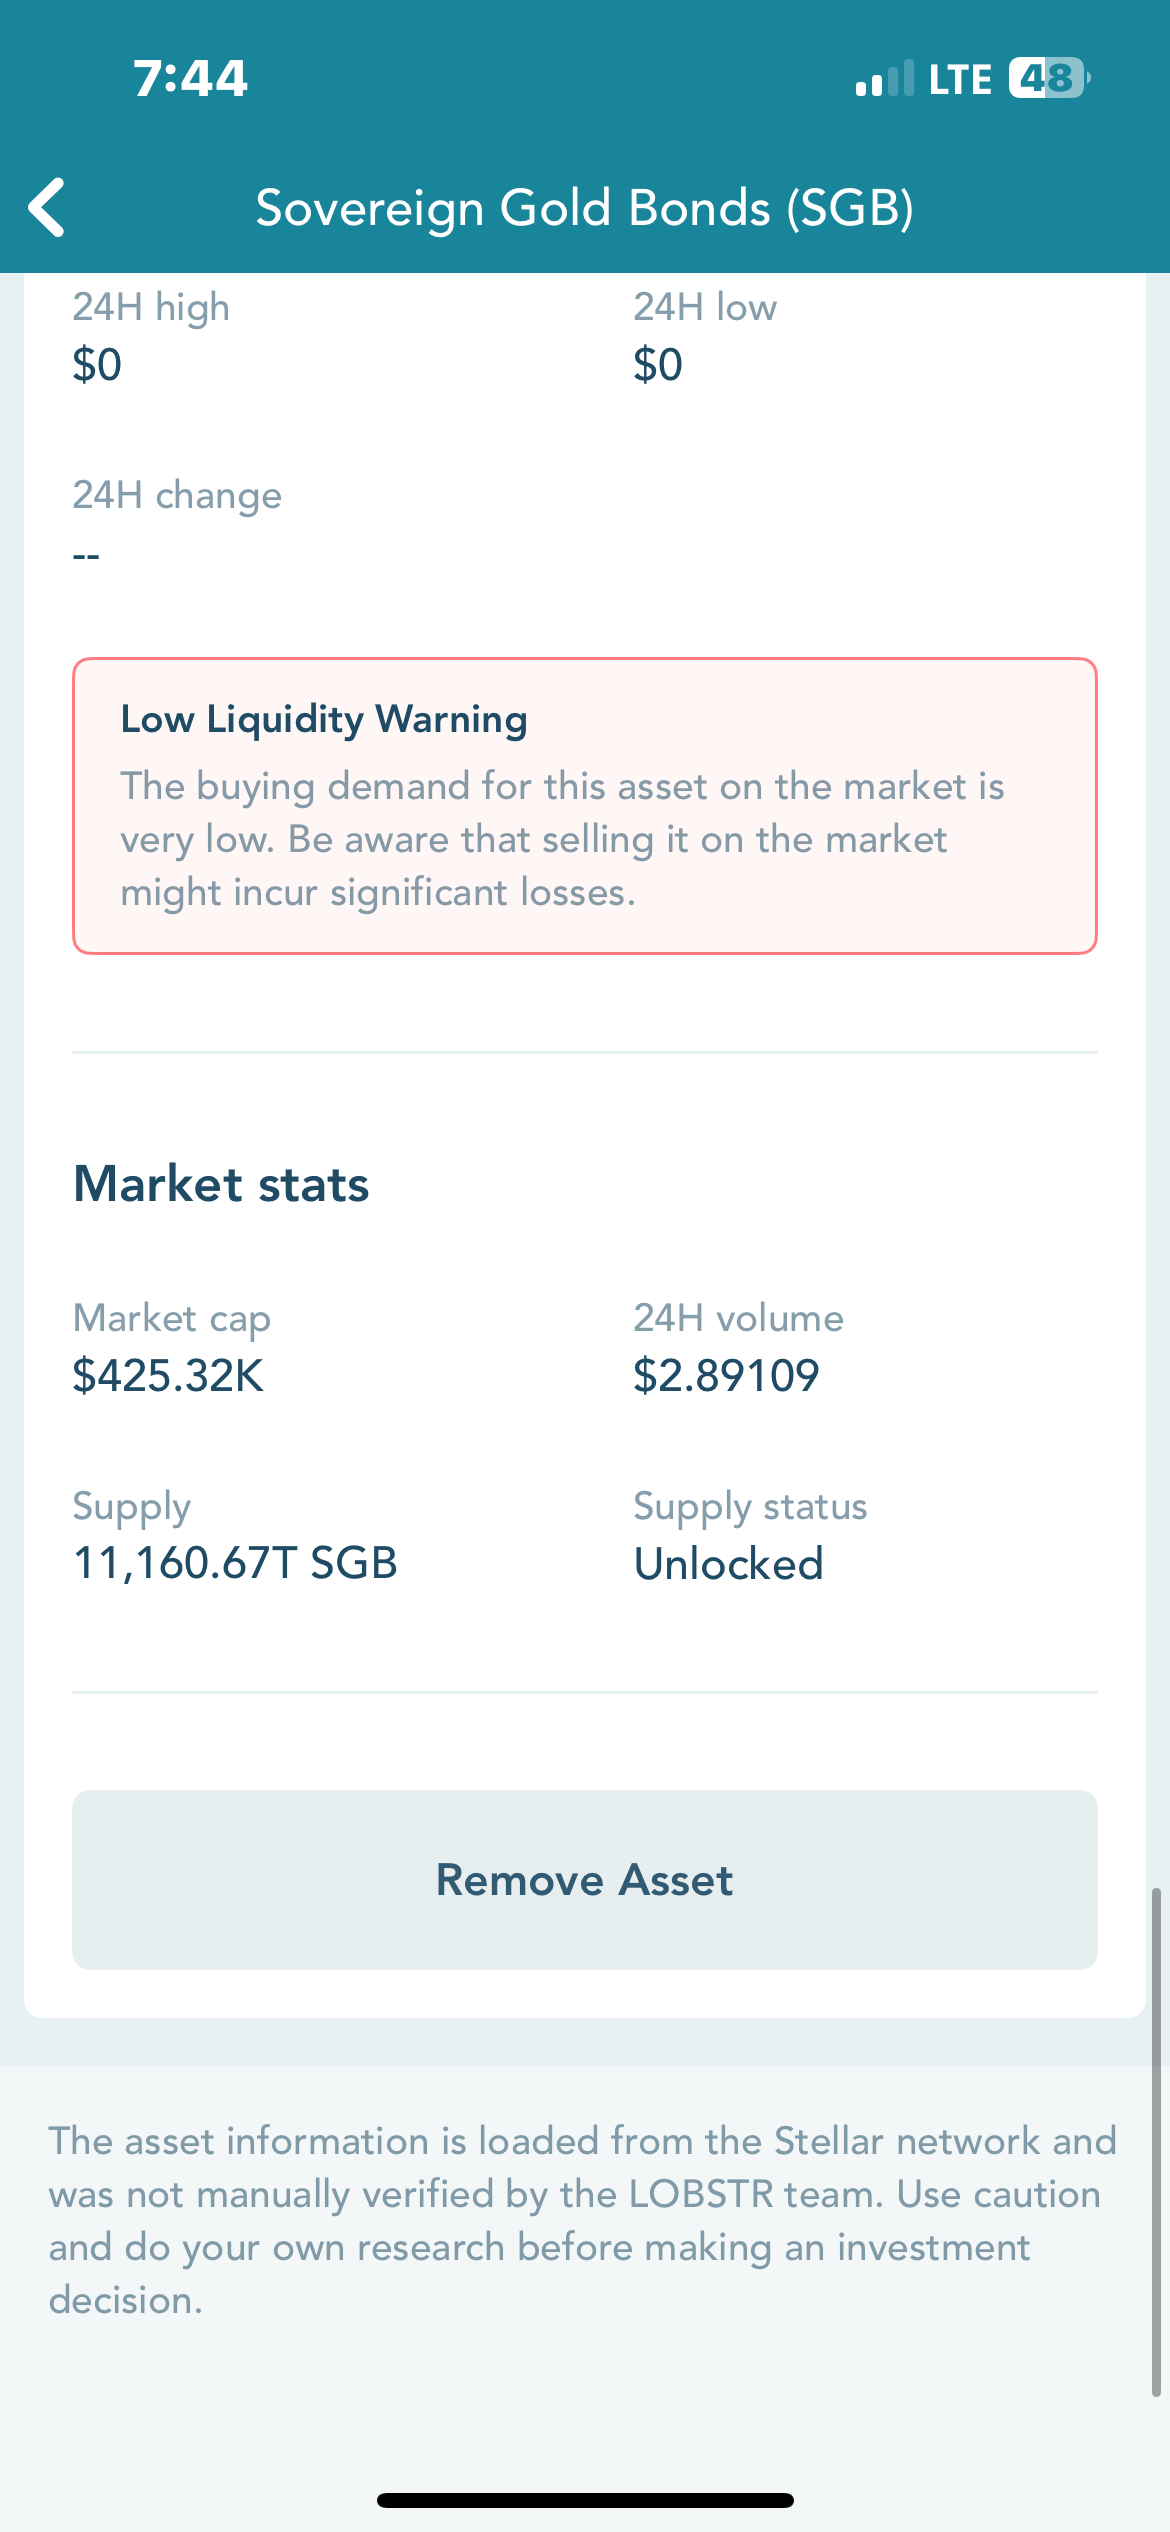 7:44
LTE 48
Sovereign Gold Bonds (SGB)
24H high
24H low
$0
$0
24H change
--
Low Liquidity Warning
The buying demand for this asset on the market is
very low. Be aware that selling it on the market
might incur significant losses.
Market stats
Market cap
24H volume
$425.32K
$2.89109
Supply
Supply status
11,160.67T SGB
Unlocked
Remove Asset
The asset information is loaded from the Stellar network and
was not manually verified by the LOBSTR team. Use caution
and do your own research before making an investment
decision.